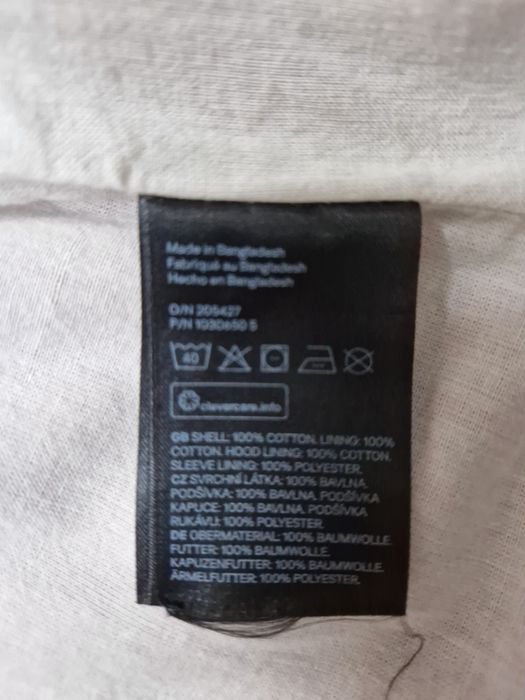 Made in Bangladesh
Fabriqué au Bangladesh
Hecho en Bangladesh
O/N 205427
P/N 1030650 5
40
clevercare.info
GB SHELL: 100% COTTON. LINING: 100%
COTTON. HOOD LINING: 100% COTTON.
SLEEVE LINING: 100% POLYESTER.
CZ SVRCHNÍ LÁTKA: 100% BAVLNA.
PODŠÍVKA: 100% BAVLNA. PODŠÍVKA
KAPUCE: 100% BAVLNA. PODŠÍVKA
RUKÁVU: 100% POLYESTER.
DE OBERMATERIAL: 100% BAUMWOLLE.
FUTTER: 100% BAUMWOLLE.
KAPUZENFUTTER: 100% BAUMWOLLE.
ÄRMELFUTTER: 100% POLYESTER.